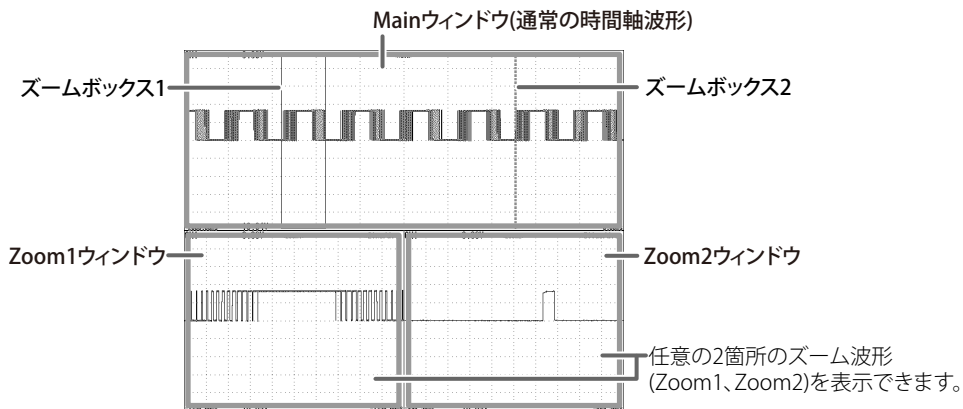 Mainウィンドウ(通常の時間軸波形)
ズームボックス1
ズームボックス2
Zoom1ウィンドウ
Zoom2ウィンドウ
任意の2箇所のズーム波形
(Zoom1、Zoom2)を表示できます。